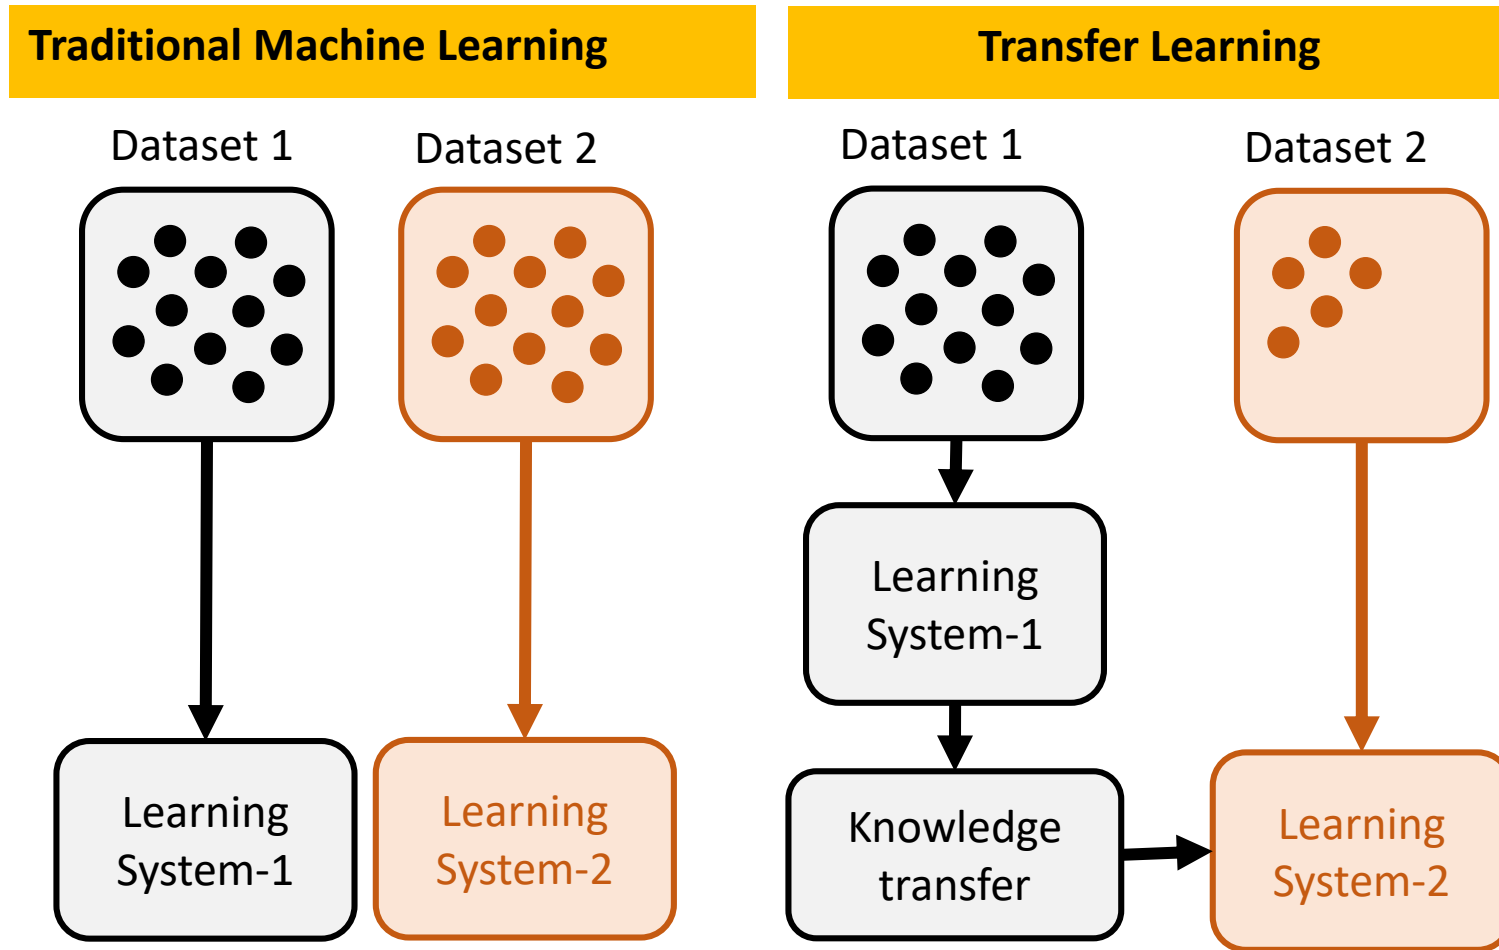 Traditional Machine Learning
Dataset 1
Dataset 2
Learning
System-1
Learning
System-2
Transfer Learning
Dataset 1
Dataset 2
Learning
System-1
Knowledge
transfer
Learning
System-2